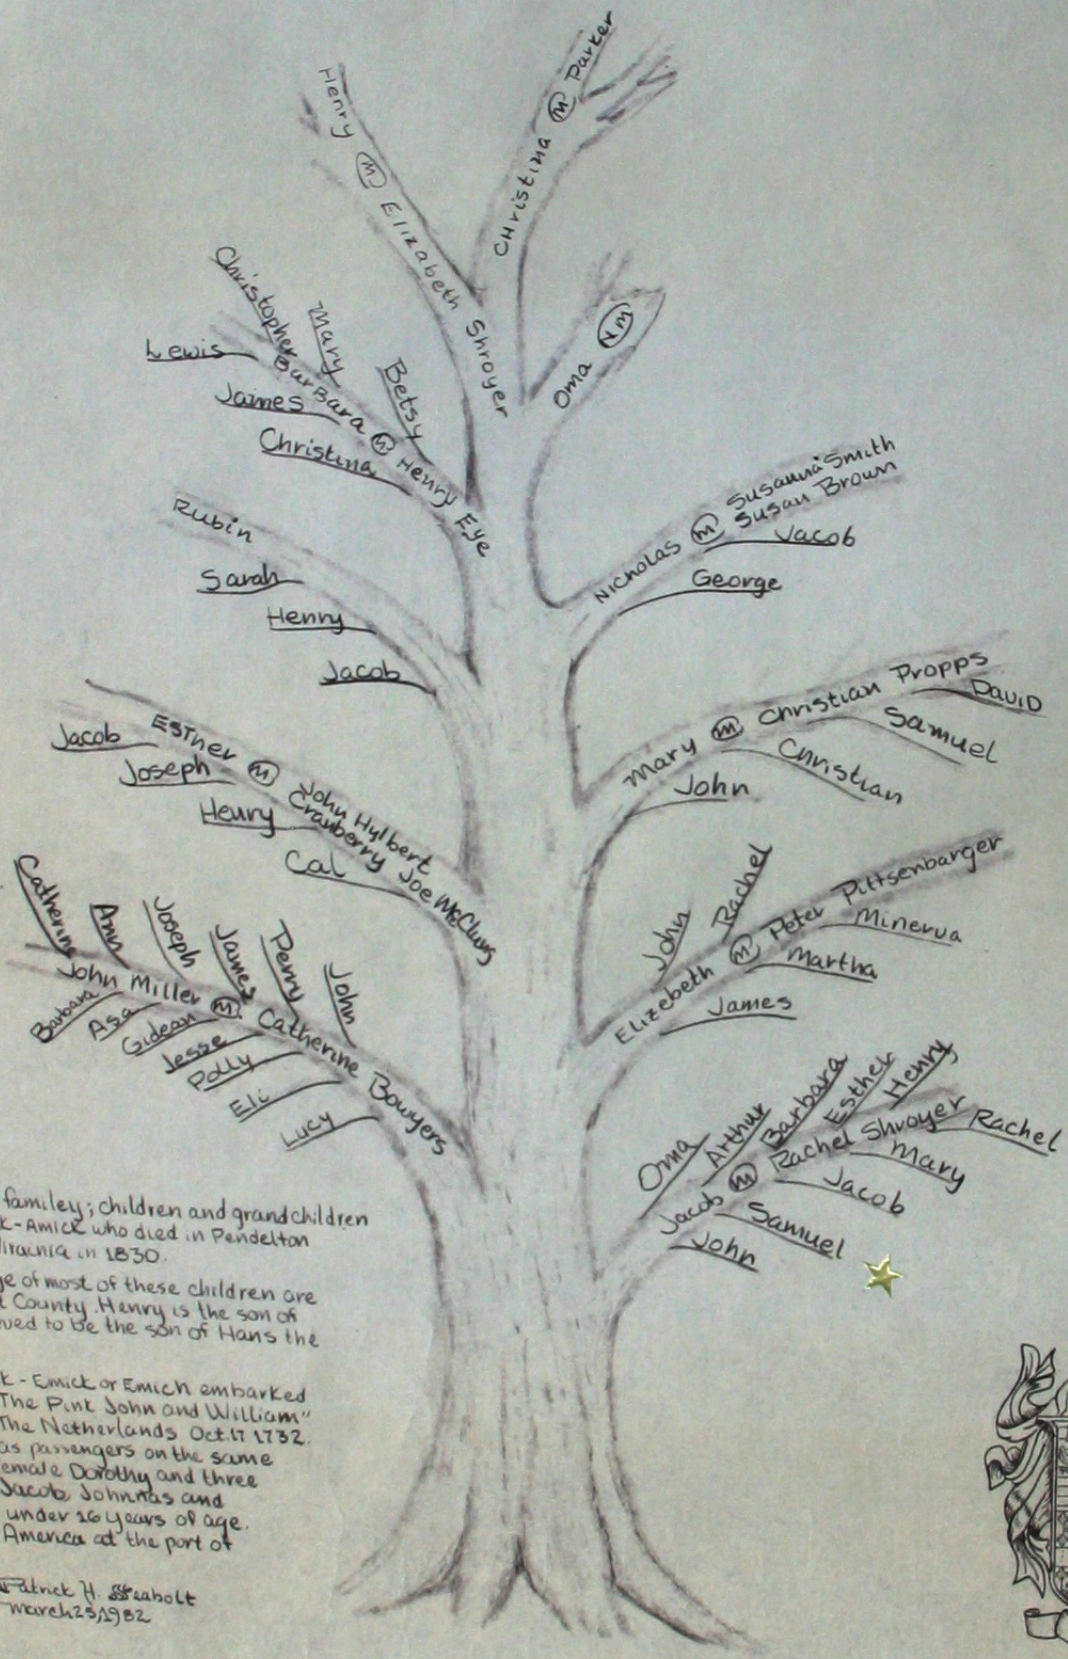 Henry Ⓜ Elizabeth Shroyer
CHristina Ⓜ Parker
Oma ⓃⓂ
Christopher
Mary
Betsy
Lewis
James
Christina
Barbara Ⓜ Henry Eye
Nicholas Ⓜ Susanna Smith
Susan Brown
Jacob
George
Rubin
Sarah
Henry
Jacob
Mary Ⓜ Christian Propps
David
Samuel
Christian
John
Esther Ⓜ John Hylbert
Cranberry Joe McClung
Jacob
Joseph
Henry
Cal
John
Rachel
Elizebeth Ⓜ Peter Pittsenbarger
Minerva
Martha
James
Catherine
Ann
Joseph
James
Perry
John
John Miller Ⓜ Catherine Bowyers
Barbara
Asa
Gidean
Jesse
Polly
Eli
Lucy
Oma
Arthur
Barbara
Esther
Henry
Jacob Ⓜ Rachel Shroyer
Rachel
Mary
Jacob
Samuel
John
familey; children and grandchildren
k-Amick who died in Pendelton
Virginia in 1830.
ge of most of these children are
t County. Henry is the son of
ved to be the son of Hans the
k - Emick or Emich embarked
The Pink John and William"
The Netherlands Oct. 17 1732.
as passengers on the same
emale Dorothy and three
Jacob, Johnnas and
under 16 years of age.
America at the port of
Patrick H. Seabolt
March 23, 1982